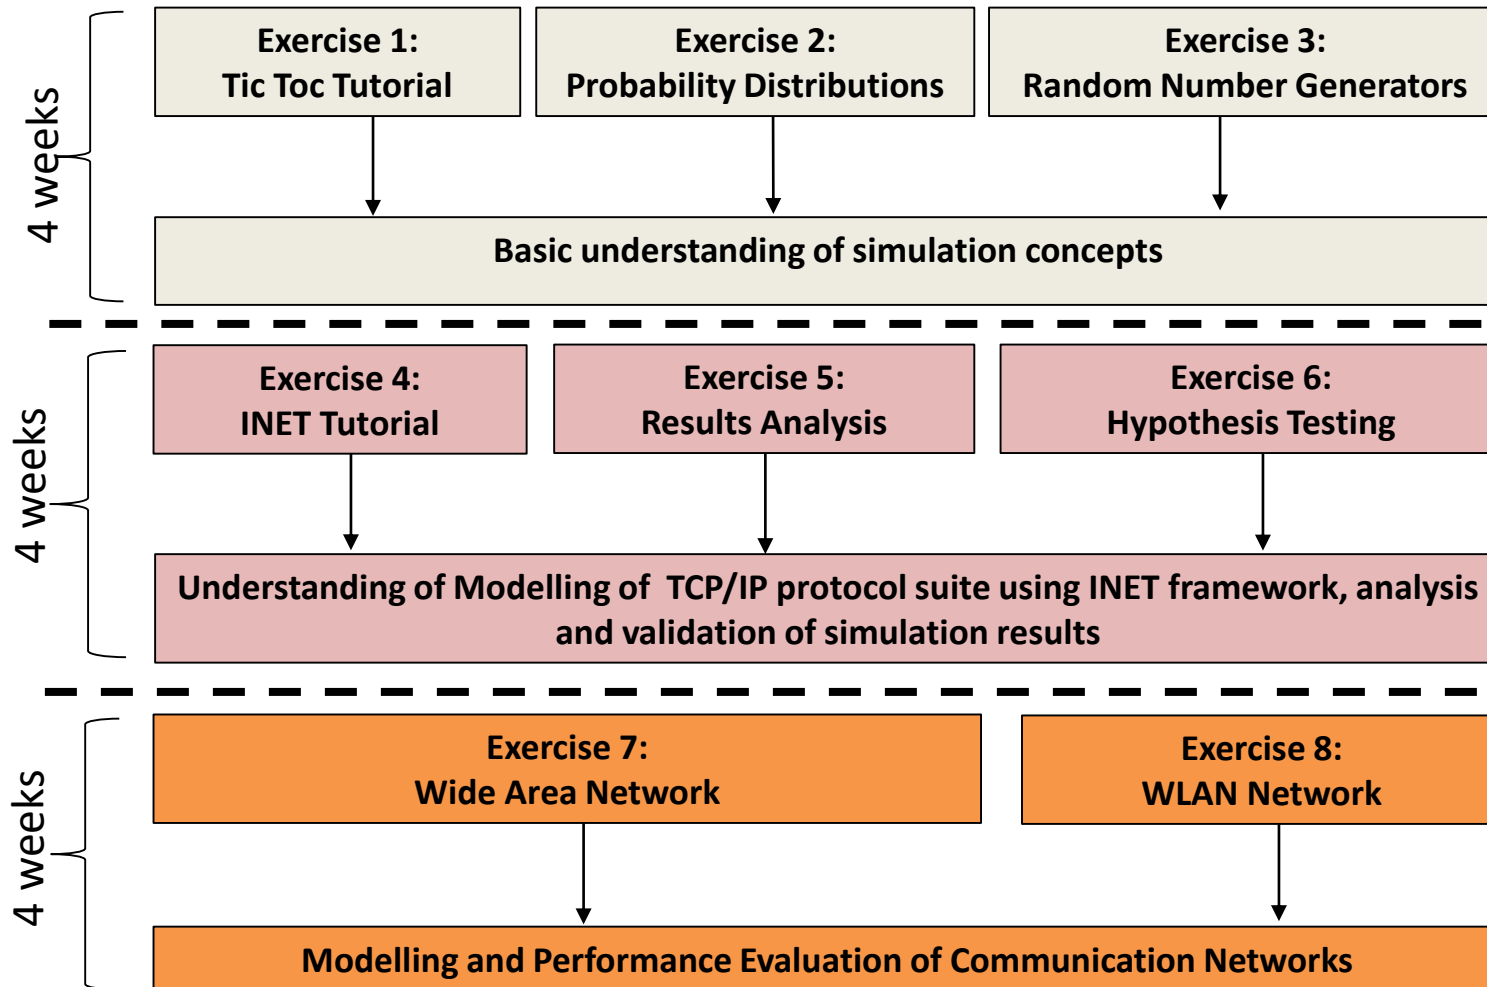 4 weeks
Exercise 1:
Tic Toc Tutorial
Exercise 2:
Probability Distributions
Exercise 3:
Random Number Generators
Basic understanding of simulation concepts
4 weeks
Exercise 4:
INET Tutorial
Exercise 5:
Results Analysis
Exercise 6:
Hypothesis Testing
Understanding of Modelling of TCP/IP protocol suite using INET framework, analysis
and validation of simulation results
4 weeks
Exercise 7:
Wide Area Network
Exercise 8:
WLAN Network
Modelling and Performance Evaluation of Communication Networks